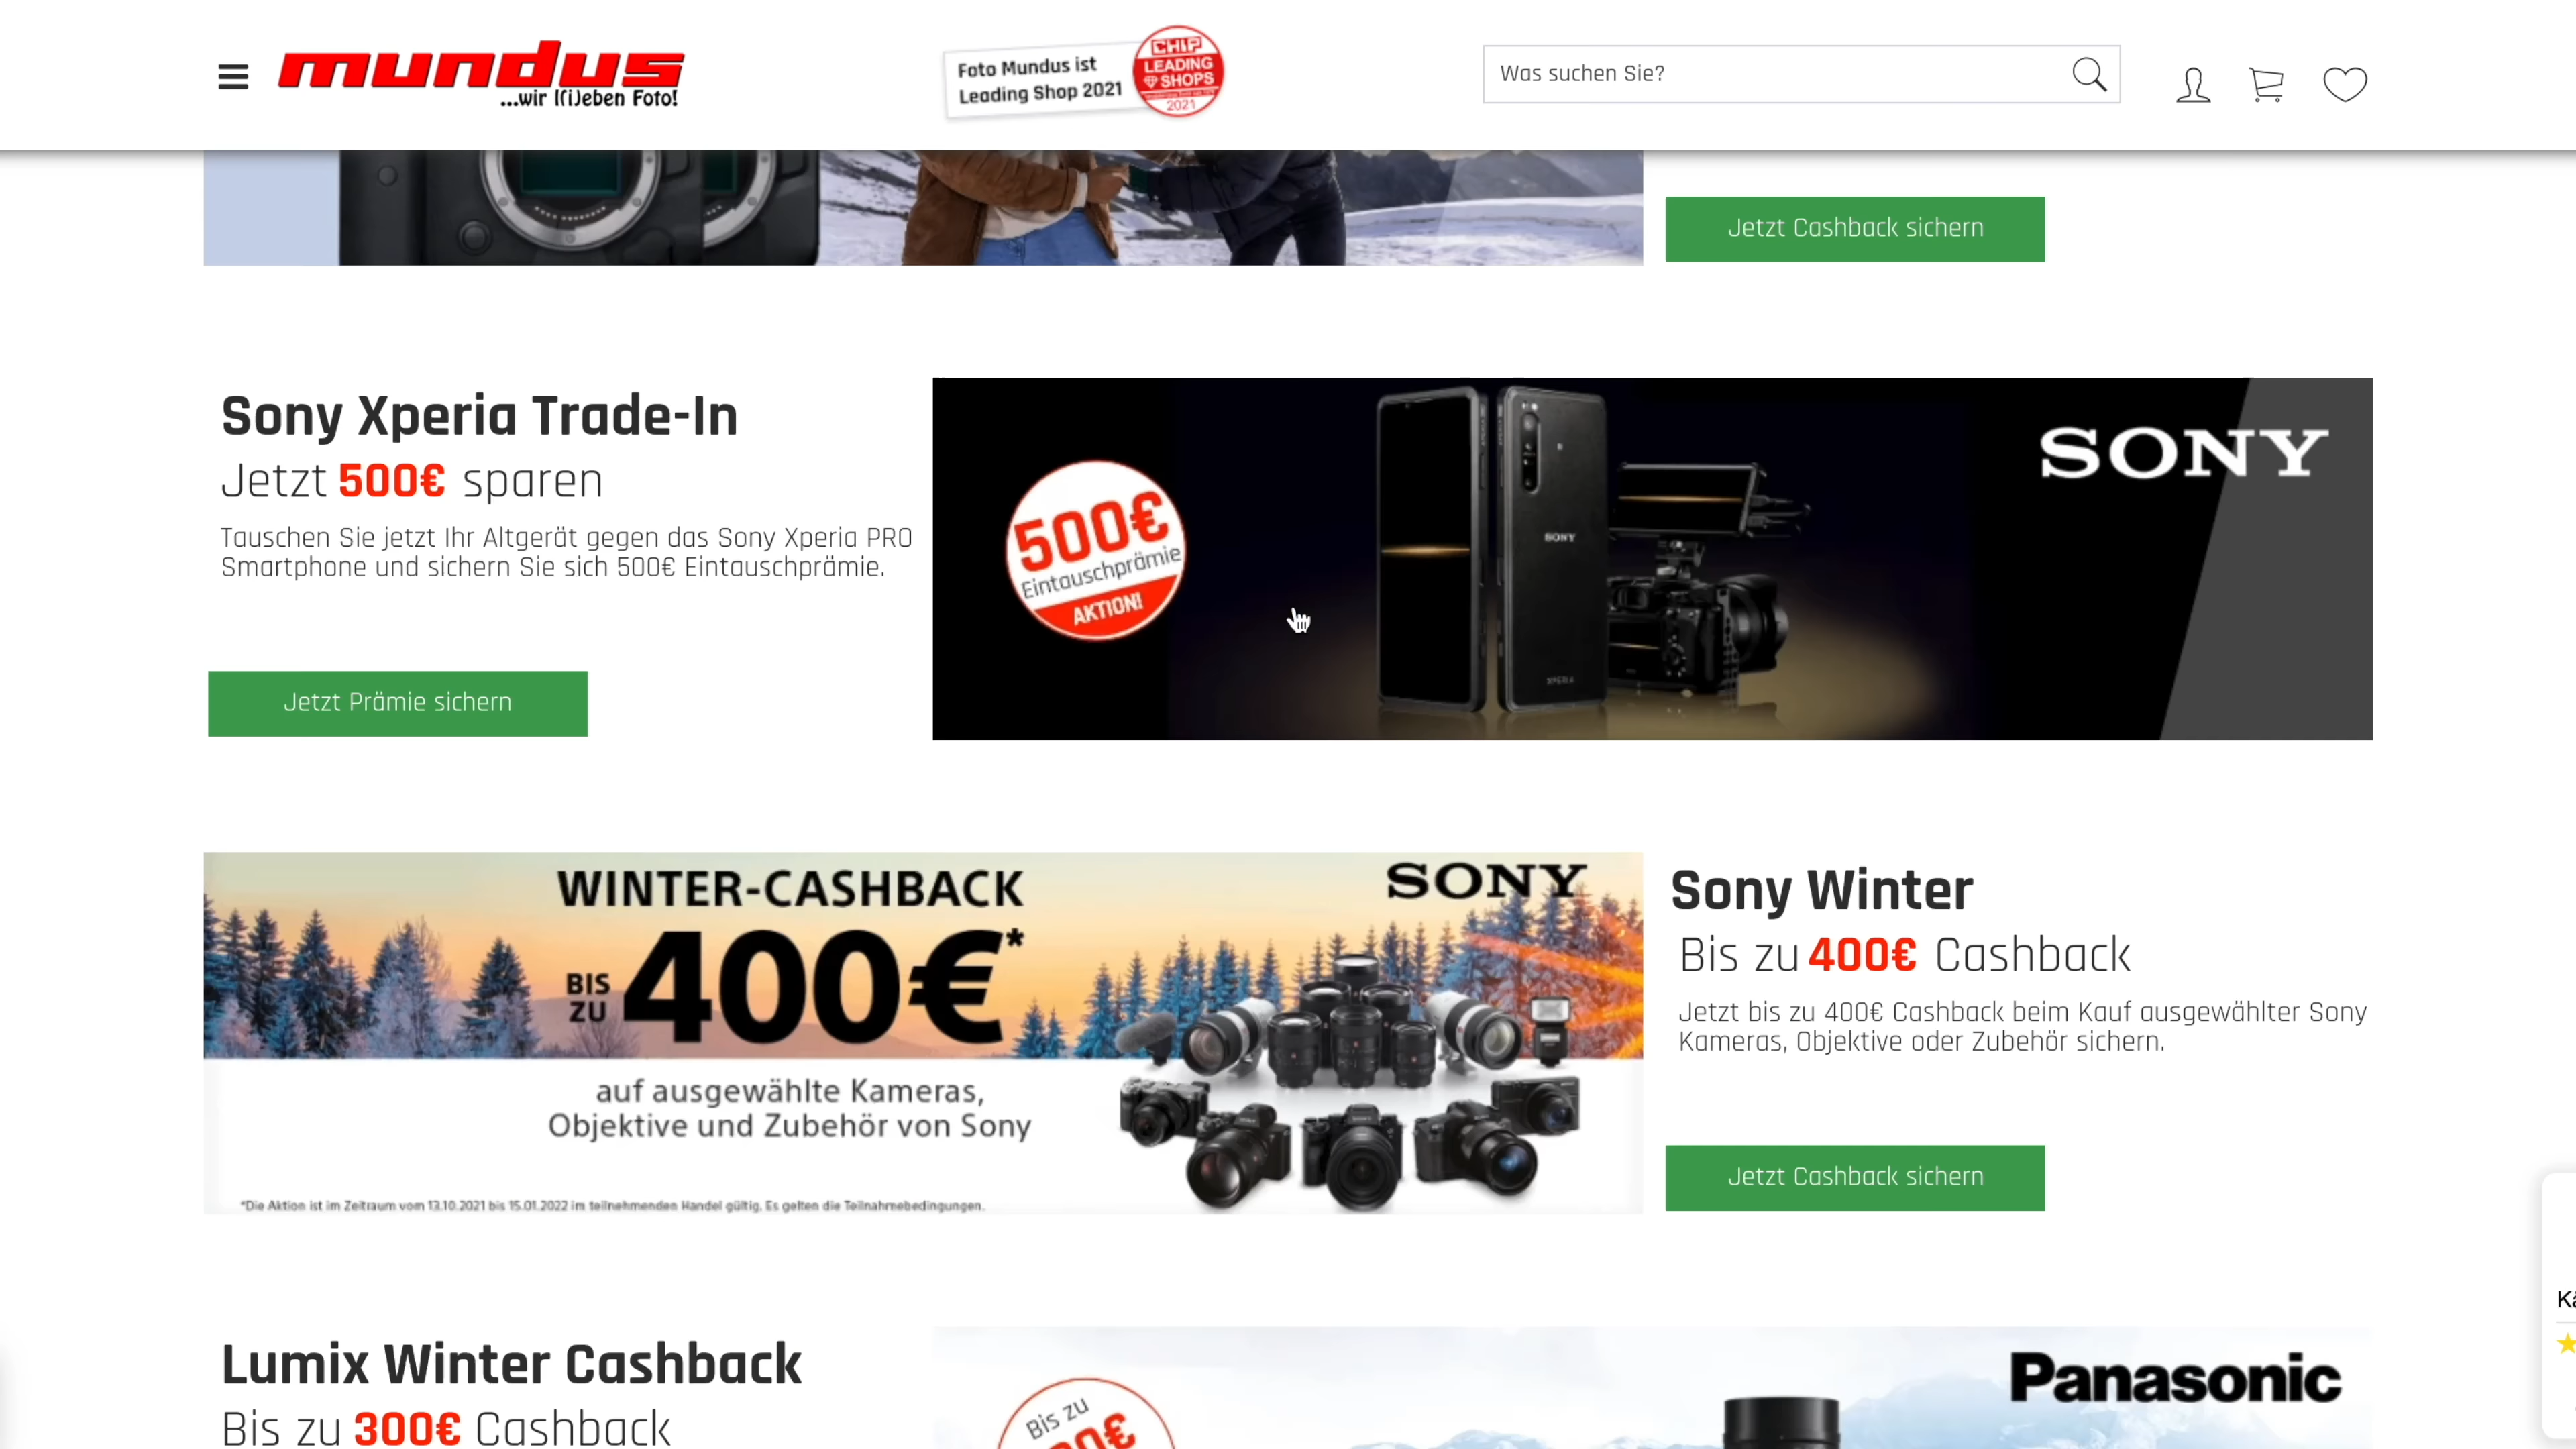 mundus
...wir l(i)eben Foto!
Foto Mundus ist
Leading Shop 2021
CHIP
LEADING
SHOPS
2021
Was suchen Sie?
Jetzt Cashback sichern
Sony Xperia Trade-In
Jetzt 500€ sparen
Tauschen Sie jetzt Ihr Altgerät gegen das Sony Xperia PRO
Smartphone und sichern Sie sich 500€ Eintauschprämie.
Jetzt Prämie sichern
500€
Eintauschprämie
AKTION!
SONY
XPERIA
SONY
WINTER-CASHBACK
BIS
ZU
400€*
auf ausgewählte Kameras,
Objektive und Zubehör von Sony
*Die Aktion ist im Zeitraum vom 13.10.2021 bis 15.01.2022 im teilnehmenden Handel gültig. Es gelten die Teilnahmebedingungen.
SONY
Sony Winter
Bis zu 400€ Cashback
Jetzt bis zu 400€ Cashback beim Kauf ausgewählter Sony
Kameras, Objektive oder Zubehör sichern.
Jetzt Cashback sichern
Lumix Winter Cashback
Bis zu 300€ Cashback
Bis zu
Panasonic